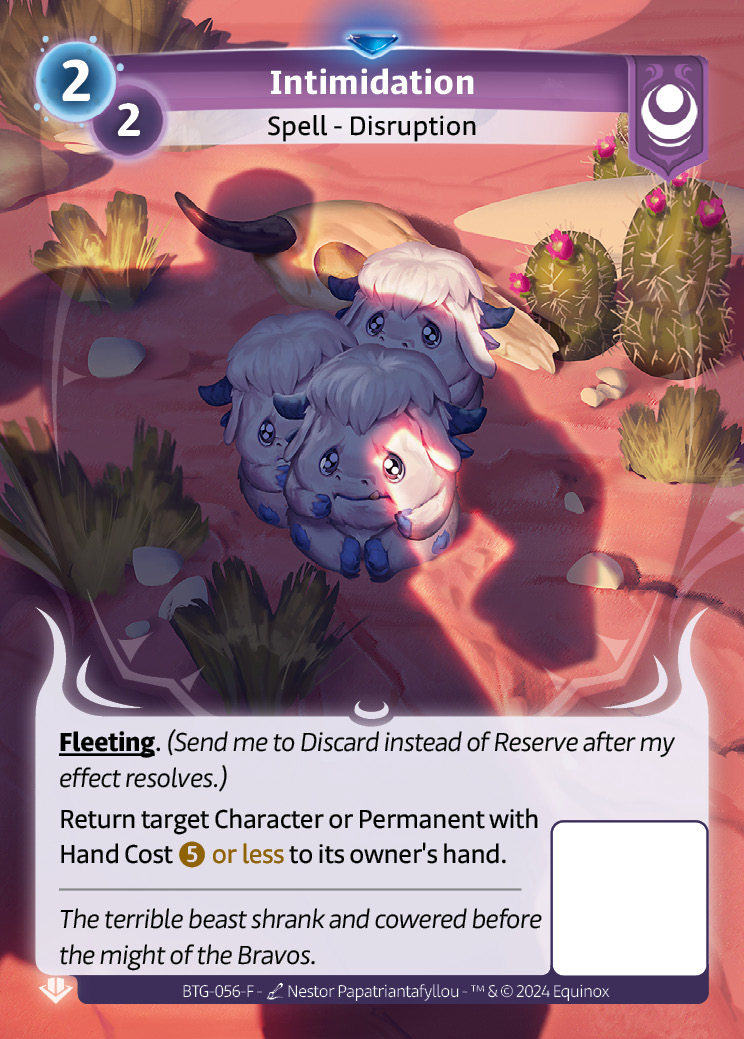 2
Intimidation
2
Spell - Disruption
Fleeting. (Send me to Discard instead of Reserve after my
effect resolves.)
Return target Character or Permanent with
Hand Cost 5 or less to its owner's hand.
The terrible beast shrank and cowered before
the might of the Bravos.
BTG-056-F - Nestor Papatriantafyllou - ™ & © 2024 Equinox